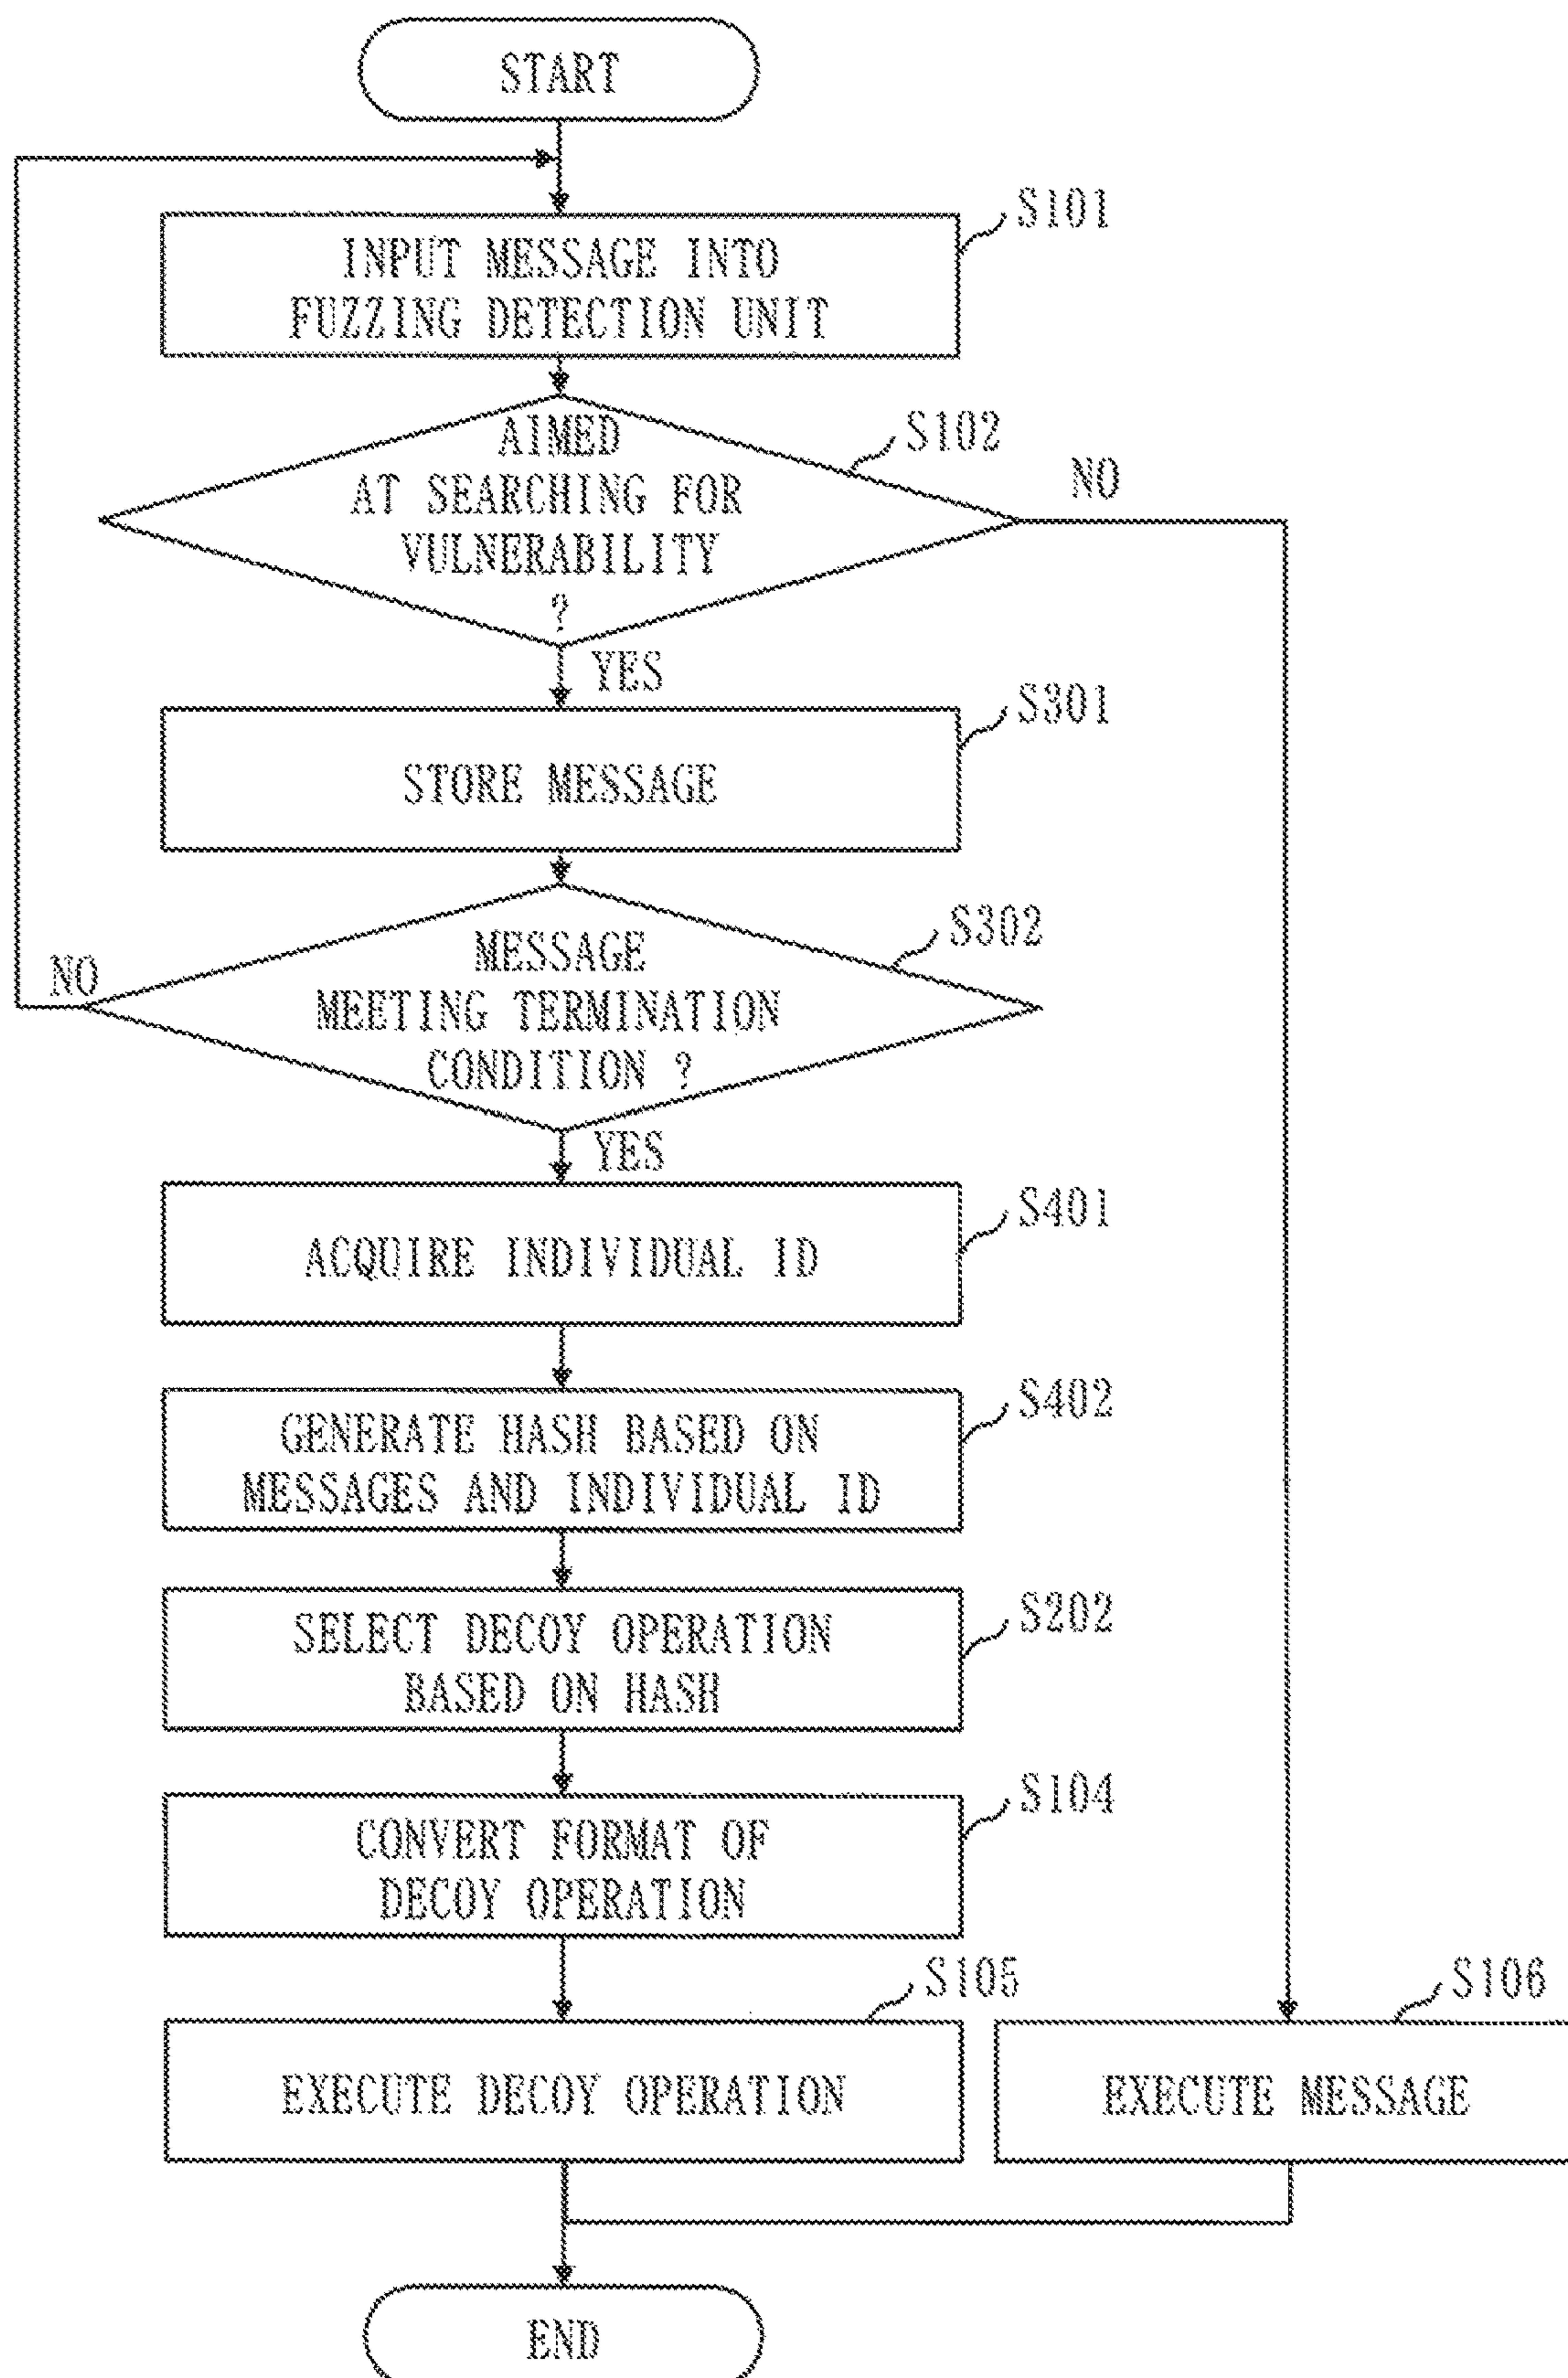 START
S101
INPUT MESSAGE INTO
FUZZING DETECTION UNIT
S102
AIMED
AT SEARCHING FOR
VULNERABILITY
?
NO
YES
S301
STORE MESSAGE
S302
MESSAGE
MEETING TERMINATION
CONDITION ?
NO
YES
S401
ACQUIRE INDIVIDUAL ID
S402
GENERATE HASH BASED ON
MESSAGES AND INDIVIDUAL ID
S202
SELECT DECOY OPERATION
BASED ON HASH
S104
CONVERT FORMAT OF
DECOY OPERATION
S105
EXECUTE DECOY OPERATION
S106
EXECUTE MESSAGE
END